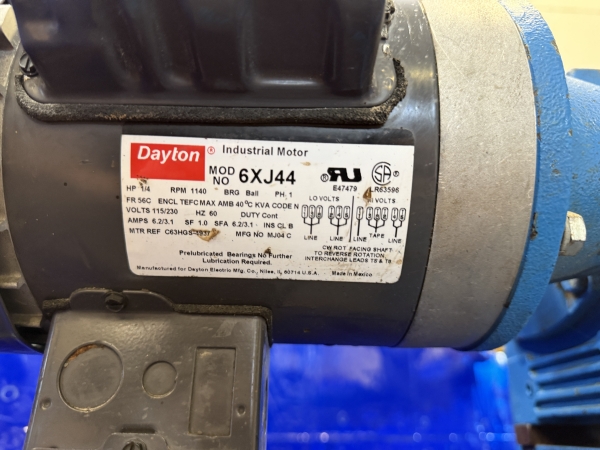 Dayton® Industrial Motor
MOD NO 6XJ44
HP 1/4 RPM 1140 BRG Ball PH. 1
FR 56C ENCL TEFC MAX AMB 40°C KVA CODE N
VOLTS 115/230 HZ 60 DUTY Cont
AMPS 6.2/3.1 SF 1.0 SFA 6.2/3.1 INS CL B
MTR REF C63HGS MFG NO MJ04 C
Prelubricated Bearings No Further
Lubrication Required.
Manufactured for Dayton Electric Mfg. Co., Niles, IL 60714 U.S.A. Made in Mexico
E47479 LR63596
LO VOLTS VOLTS
LINE LINE LINE TAPE LINE
CW ROT FACING SHAFT
TO REVERSE ROTATION,
INTERCHANGE LEADS T5 & T8